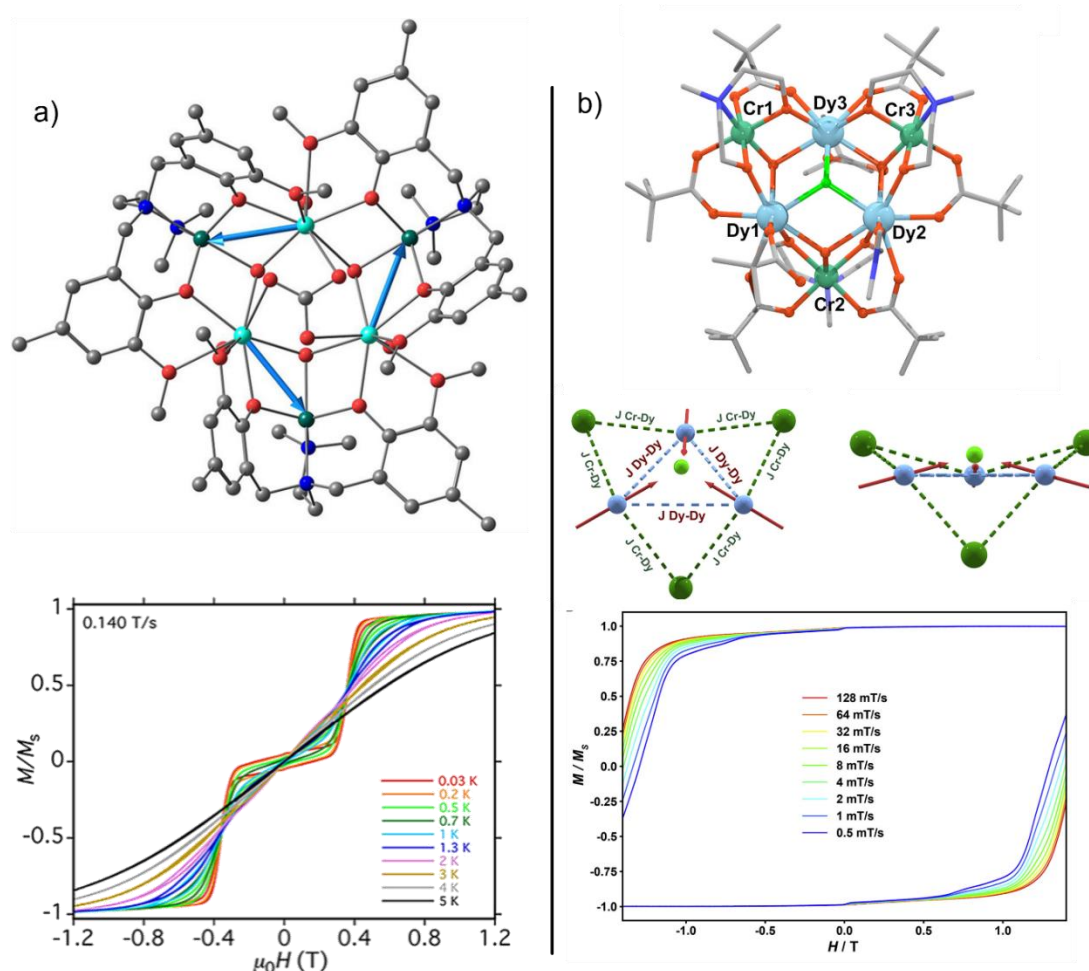 a)
0.140 T/s
M/Mₛ
1
0.5
0
-0.5
-1
0.03 K
0.2 K
0.5 K
0.7 K
1 K
1.3 K
2 K
3 K
4 K
5 K
-1.2 -0.8 -0.4 0 0.4 0.8 1.2
μ₀H (T)
b)
Cr1 Dy3 Cr3
Dy1 Dy2
Cr2
J Cr-Dy J Cr-Dy
J Cr-Dy J Dy-Dy J Dy-Dy J Cr-Dy
J Dy-Dy
J Cr-Dy J Cr-Dy
M / Mₛ
1.0
0.75
0.50
0.25
0.0
-0.25
-0.50
-0.75
-1.0
128 mT/s
64 mT/s
32 mT/s
16 mT/s
8 mT/s
4 mT/s
2 mT/s
1 mT/s
0.5 mT/s
-1.0 -0.5 0.0 0.5 1.0
H / T